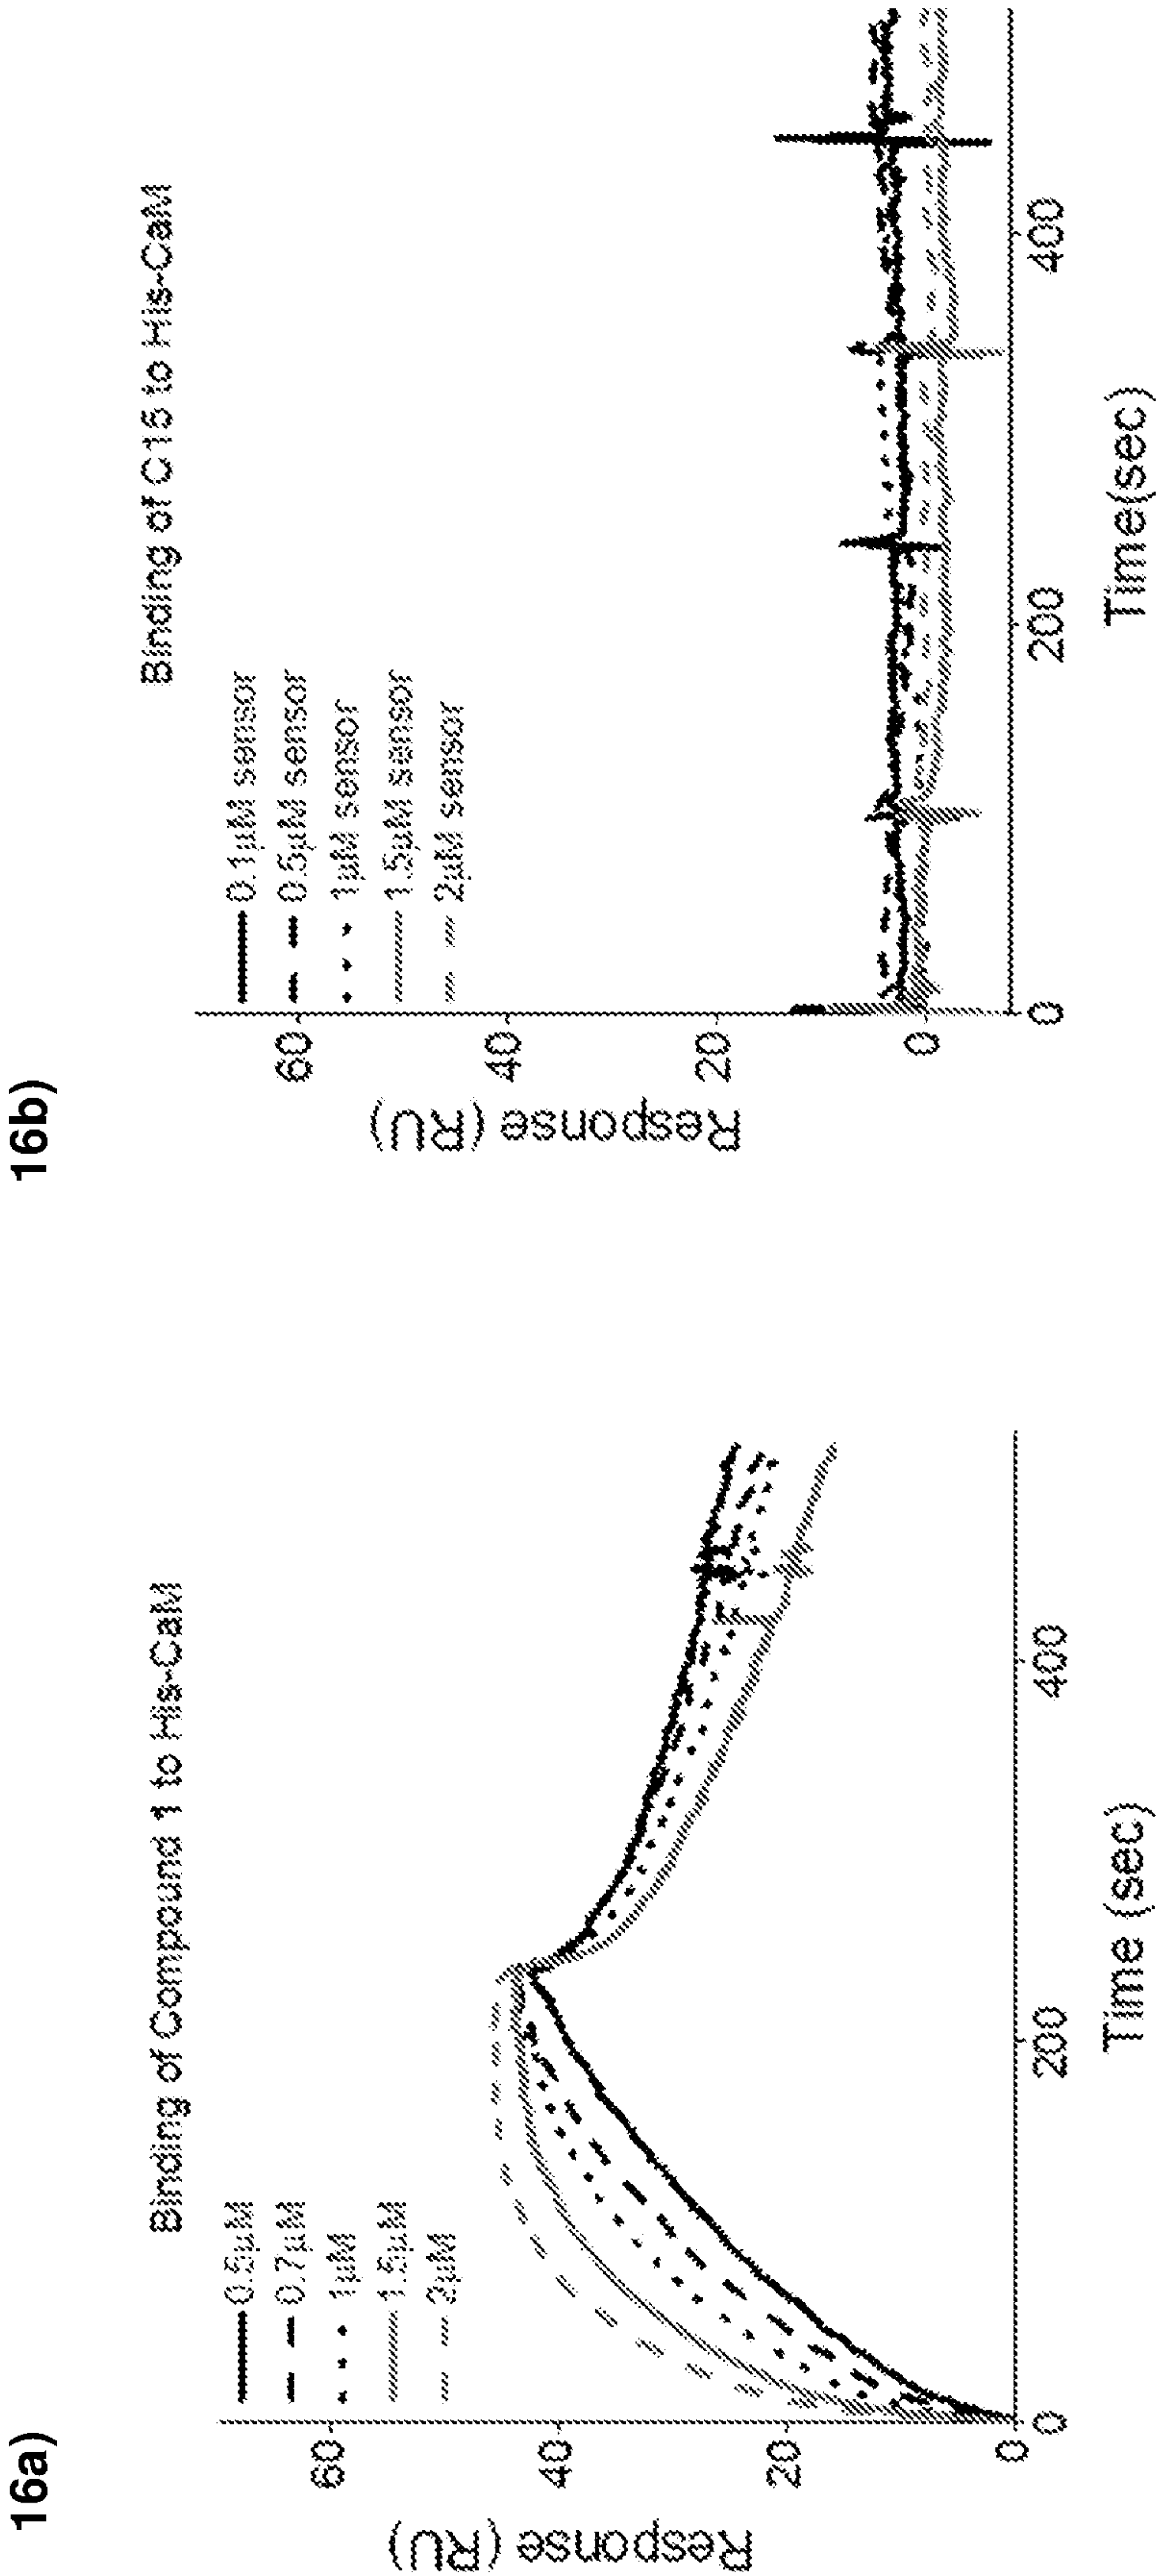 16a)
Binding of Compound 1 to His-CaM
0.5µM
0.7µM
1µM
1.5µM
2µM
Response (RU)
60
40
20
0
0
200
400
Time (sec)
16b)
Binding of C15 to His-CaM
0.1µM sensor
0.5µM sensor
1µM sensor
1.5µM sensor
2µM sensor
Response (RU)
60
40
20
0
0
200
400
Time(sec)